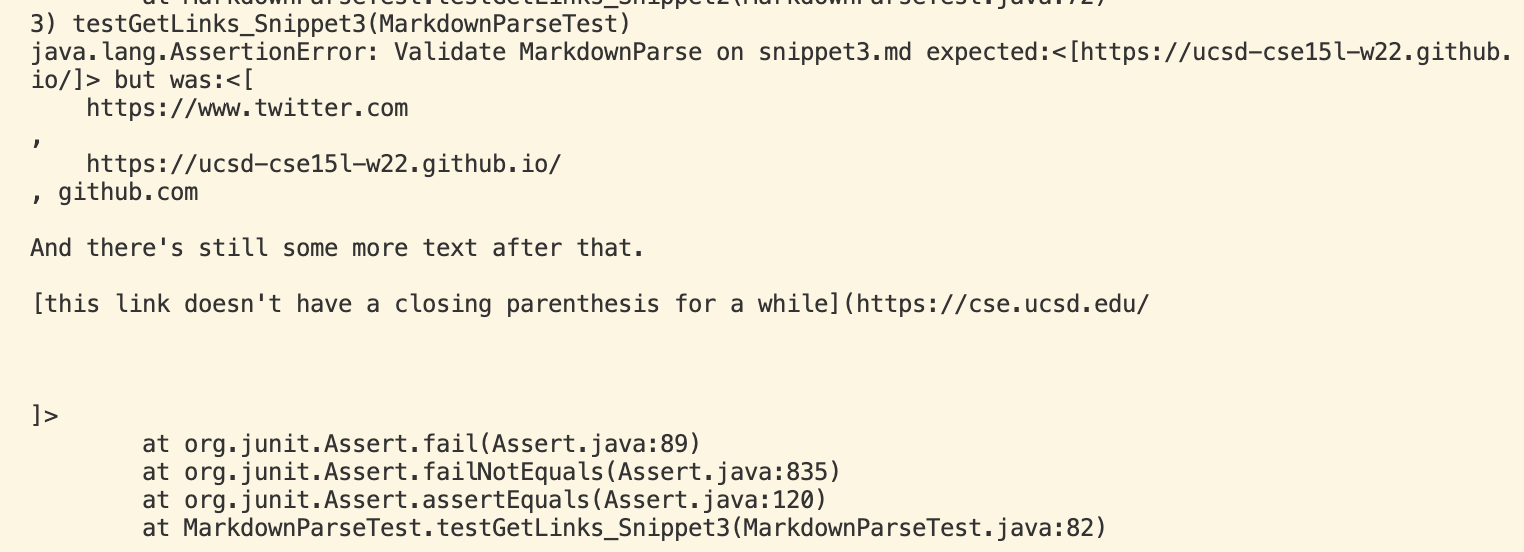 at MarkdownParseTest.testGetLinks_Snippet2(MarkdownParseTest.java:72)
3) testGetLinks_Snippet3(MarkdownParseTest)
java.lang.AssertionError: Validate MarkdownParse on snippet3.md expected:<[https://ucsd-cse15l-w22.github.
io/]> but was:<[
    https://www.twitter.com
,
    https://ucsd-cse15l-w22.github.io/
, github.com
And there's still some more text after that.
[this link doesn't have a closing parenthesis for a while](https://cse.ucsd.edu/
]>
        at org.junit.Assert.fail(Assert.java:89)
        at org.junit.Assert.failNotEquals(Assert.java:835)
        at org.junit.Assert.assertEquals(Assert.java:120)
        at MarkdownParseTest.testGetLinks_Snippet3(MarkdownParseTest.java:82)